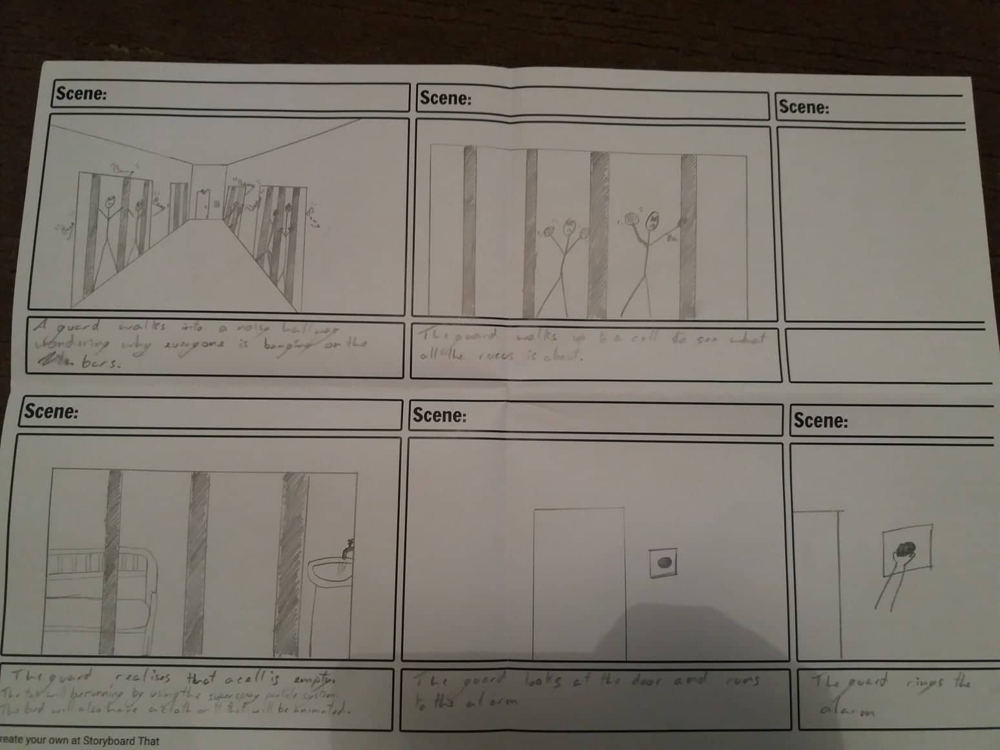 Scene:
Scene:
Scene:
"Bang"
A guard walks into a noisy hallway
wondering why everyone is banging on the
bars.
The guard walks up to a cell to see what
all the rucus is about.
Scene:
Scene:
Scene:
The guard realises that a cell is empty.
The tap will be running by using the superspray particle system.
The bed will also have a cloth on it that will be animated.
The guard looks at the door and runs
to the alarm
The guard rings the
alarm
reate your own at Storyboard That